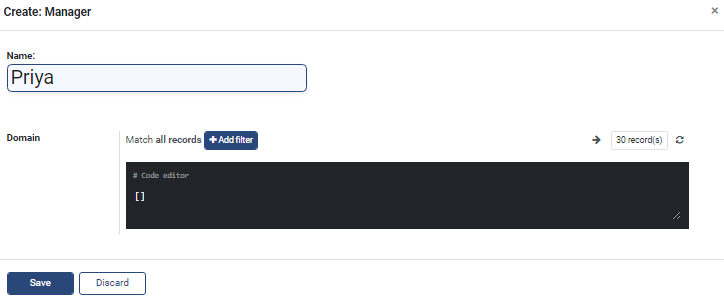 Create: Manager ×
Name:
Priya
Domain
Match all records + Add filter → 30 record(s)
# Code editor
[]
Save Discard